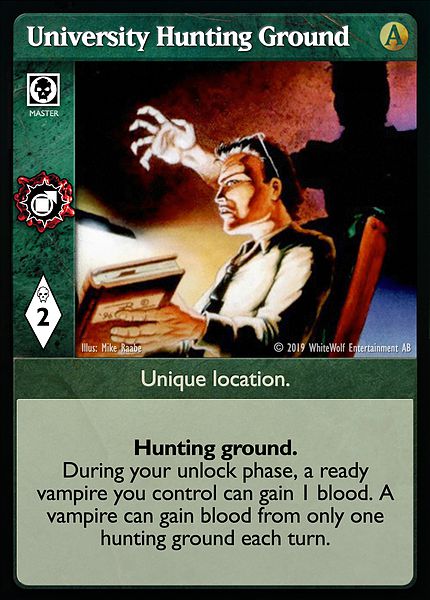 University Hunting Ground A
MASTER
2
Illus: Mike Raabe © 2019 WhiteWolf Entertainment AB
Unique location.
Hunting ground.
During your unlock phase, a ready
vampire you control can gain 1 blood. A
vampire can gain blood from only one
hunting ground each turn.